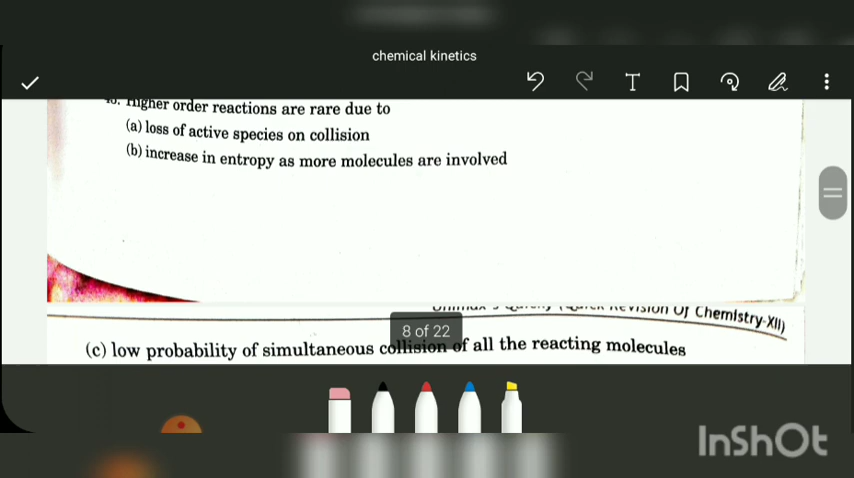 chemical kinetics
T
Higher order reactions are rare due to
(a) loss of active species on collision
(b) increase in entropy as more molecules are involved
Revision Of Chemistry-XII)
8 of 22
(c) low probability of simultaneous collision of all the reacting molecules
InShOt